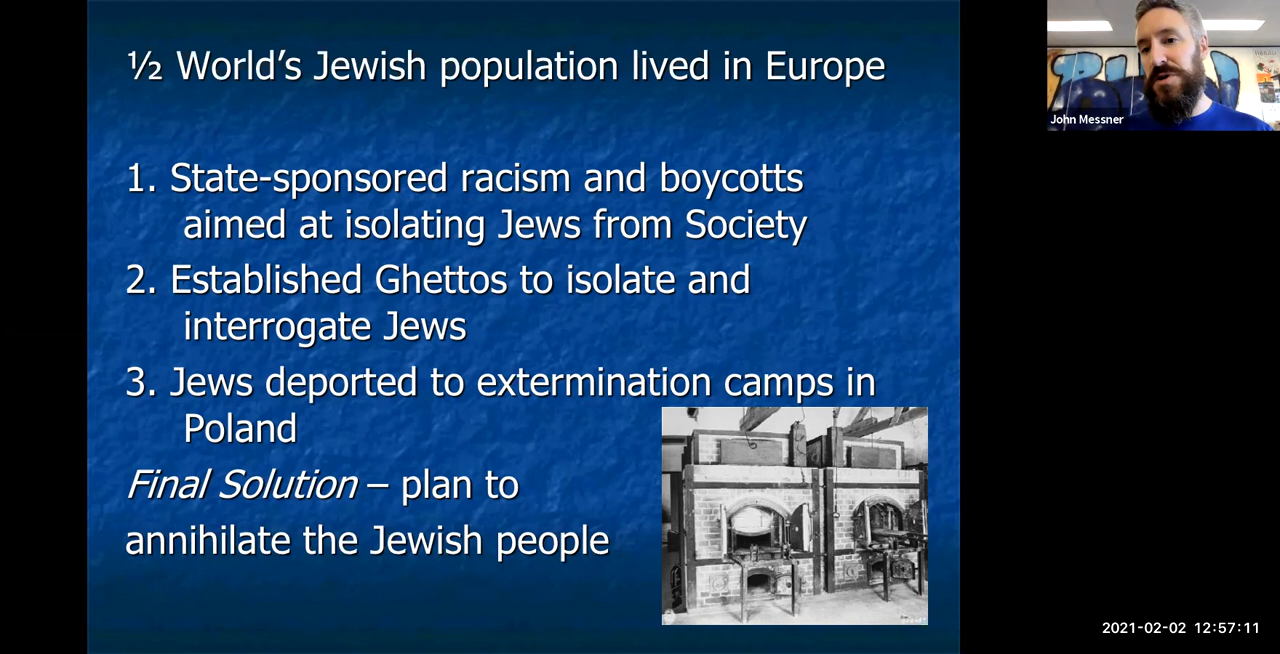 ½ World’s Jewish population lived in Europe
1. State-sponsored racism and boycotts
aimed at isolating Jews from Society
2. Established Ghettos to isolate and
interrogate Jews
3. Jews deported to extermination camps in
Poland
Final Solution – plan to
annihilate the Jewish people
John Messner
2021-02-02 12:57:11